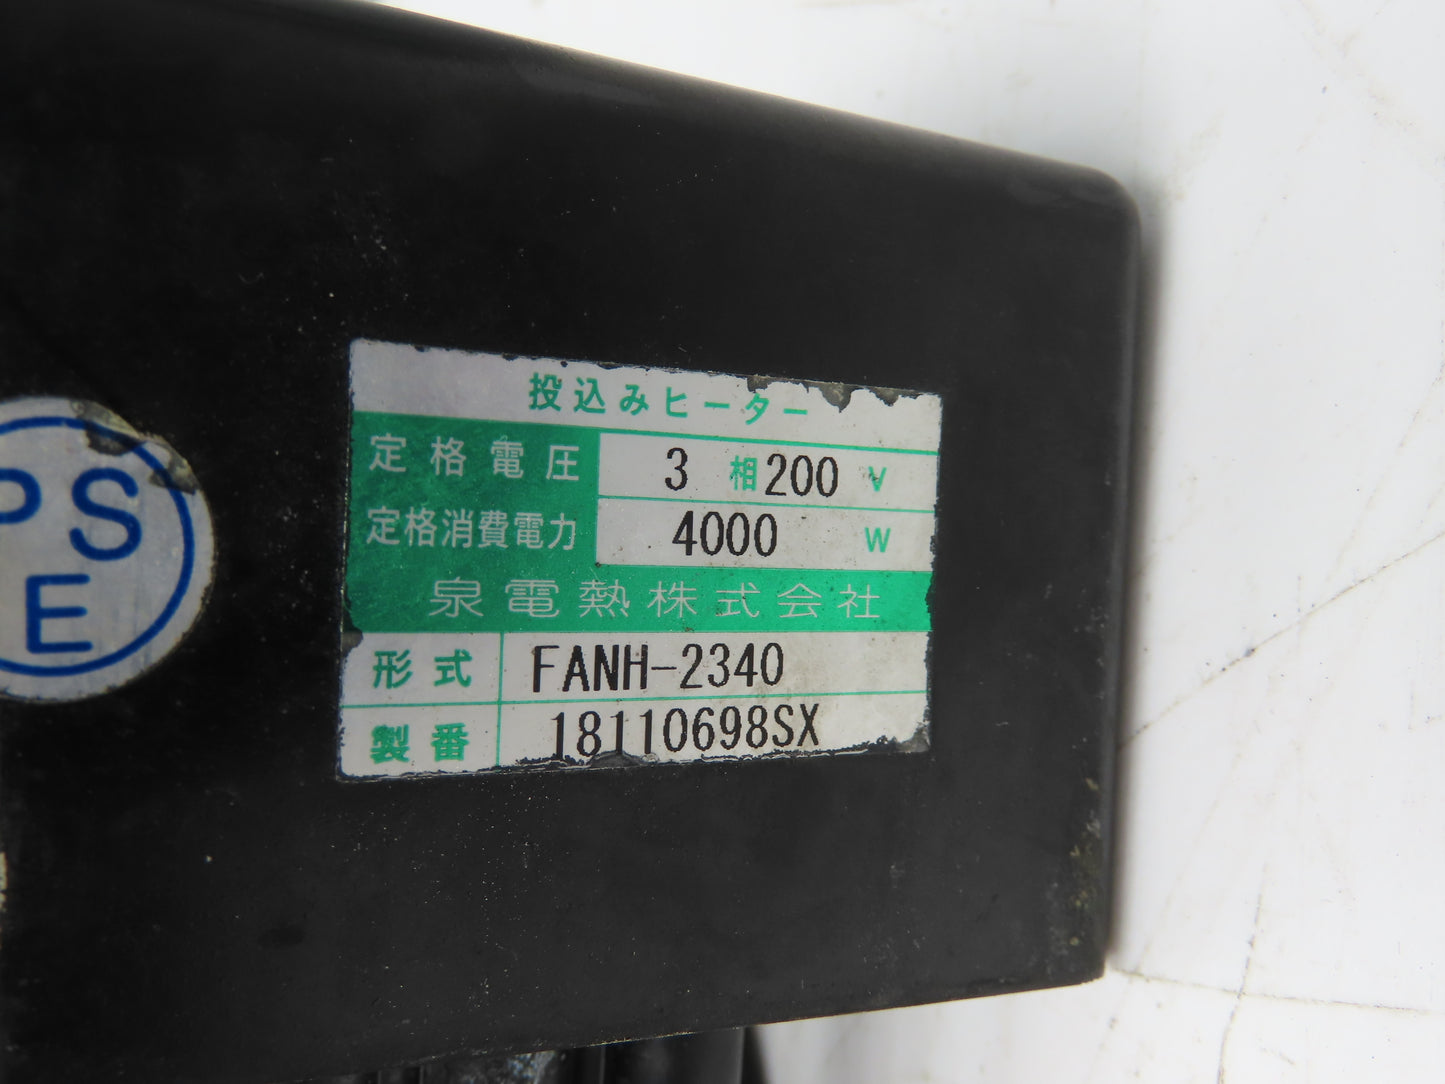 投込みヒーター
定格電圧 3 相 200 V
定格消費電力 4000 W
泉電熱株式会社
形式 FANH-2340
製番 18110698SX
PS
E